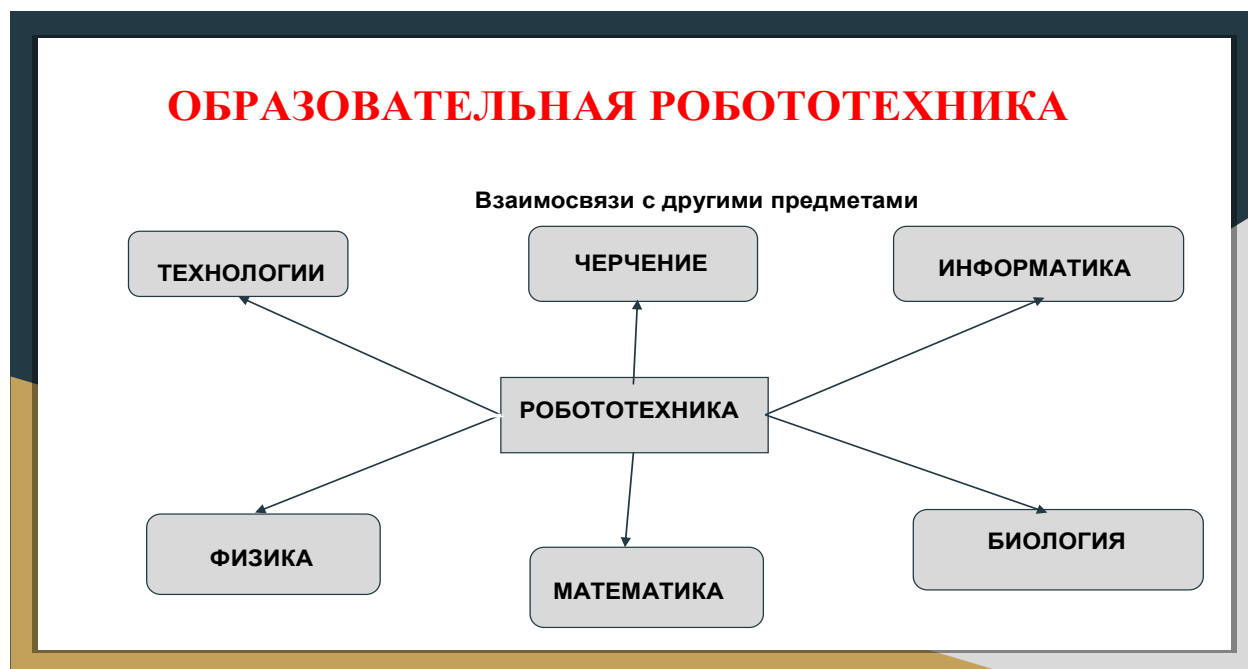 ОБРАЗОВАТЕЛЬНАЯ РОБОТОТЕХНИКА
Взаимосвязи с другими предметами
ТЕХНОЛОГИИ
ЧЕРЧЕНИЕ
ИНФОРМАТИКА
РОБОТОТЕХНИКА
ФИЗИКА
МАТЕМАТИКА
БИОЛОГИЯ